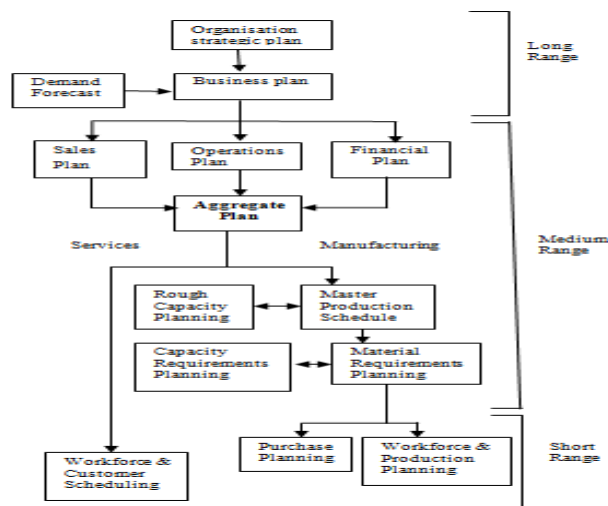 Organisation
strategic plan
Long
Range
Demand
Forecast
Business plan
Sales
Plan
Operations
Plan
Financial
Plan
Aggregate
Plan
Services
Manufacturing
Medium
Range
Rough
Capacity
Planning
Master
Production
Schedule
Capacity
Requirements
Planning
Material
Requirements
Planning
Purchase
Planning
Workforce &
Production
Planning
Short
Range
Workforce &
Customer
Scheduling